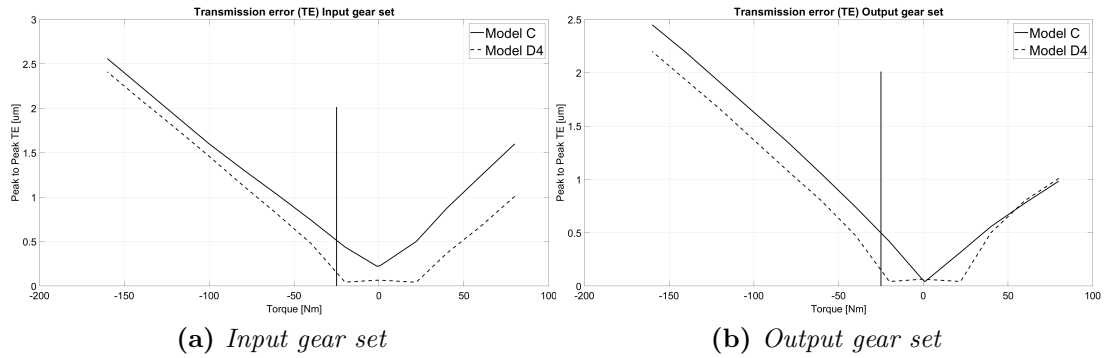 Transmission error (TE) Input gear set
3
2.5
2
1.5
1
0.5
0
Peak to Peak TE [um]
-200
-150
-100
-50
0
50
100
Torque [Nm]
Model C
Model D4
(a) Input gear set
Transmission error (TE) Output gear set
2.5
2
1.5
1
0.5
0
Peak to Peak TE [um]
-200
-150
-100
-50
0
50
100
Torque [Nm]
Model C
Model D4
(b) Output gear set